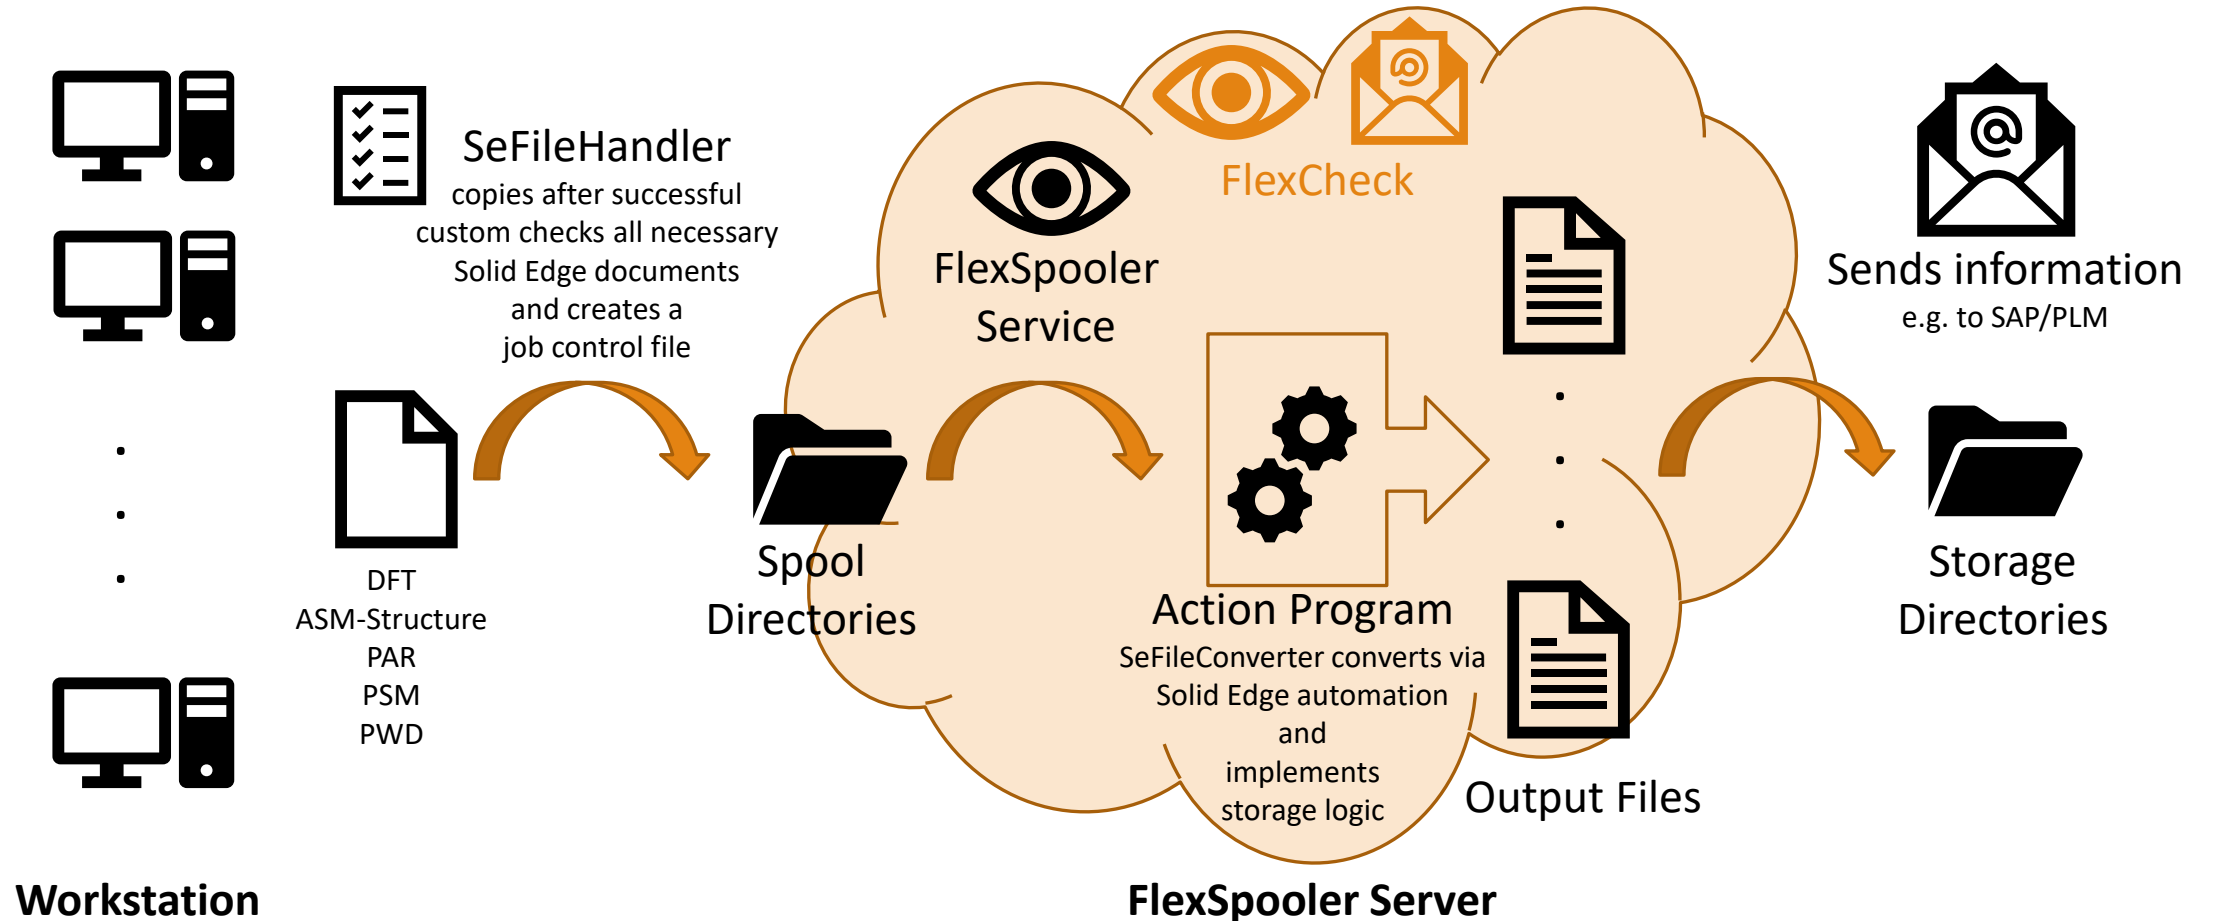 SeFileHandler
copies after successful
custom checks all necessary
Solid Edge documents
and creates a
job control file
DFT
ASM-Structure
PAR
PSM
PWD
Workstation
Spool
Directories
FlexSpooler
Service
FlexCheck
Action Program
SeFileConverter converts via
Solid Edge automation
and
implements
storage logic
Output Files
FlexSpooler Server
@
@
Sends information
e.g. to SAP/PLM
Storage
Directories